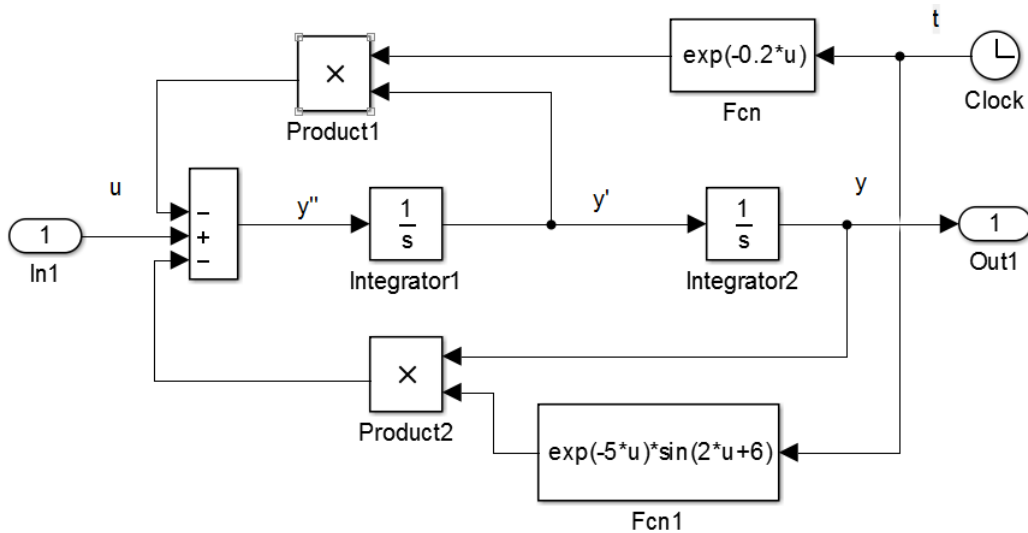 t
exp(-0.2*u)
×
Fcn
Clock
Product1
u
y''
y'
y
−
+
−
1
1
s
1
s
1
In1
Integrator1
Integrator2
Out1
×
Product2
exp(-5*u)*sin(2*u+6)
Fcn1